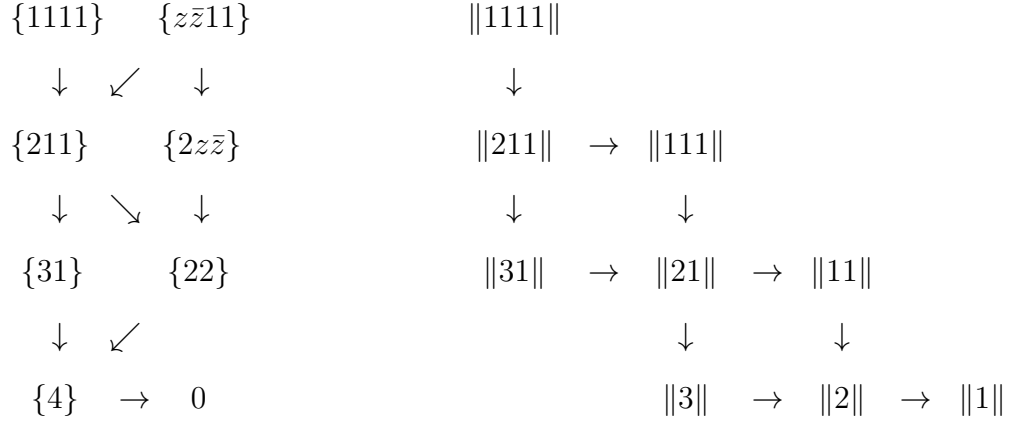 {1111} {zz̄11} ‖1111‖
↓ ↙ ↓ ↓
{211} {2zz̄} ‖211‖ → ‖111‖
↓ ↘ ↓ ↓ ↓
{31} {22} ‖31‖ → ‖21‖ → ‖11‖
↓ ↙ ↓ ↓
{4} → 0 ‖3‖ → ‖2‖ → ‖1‖